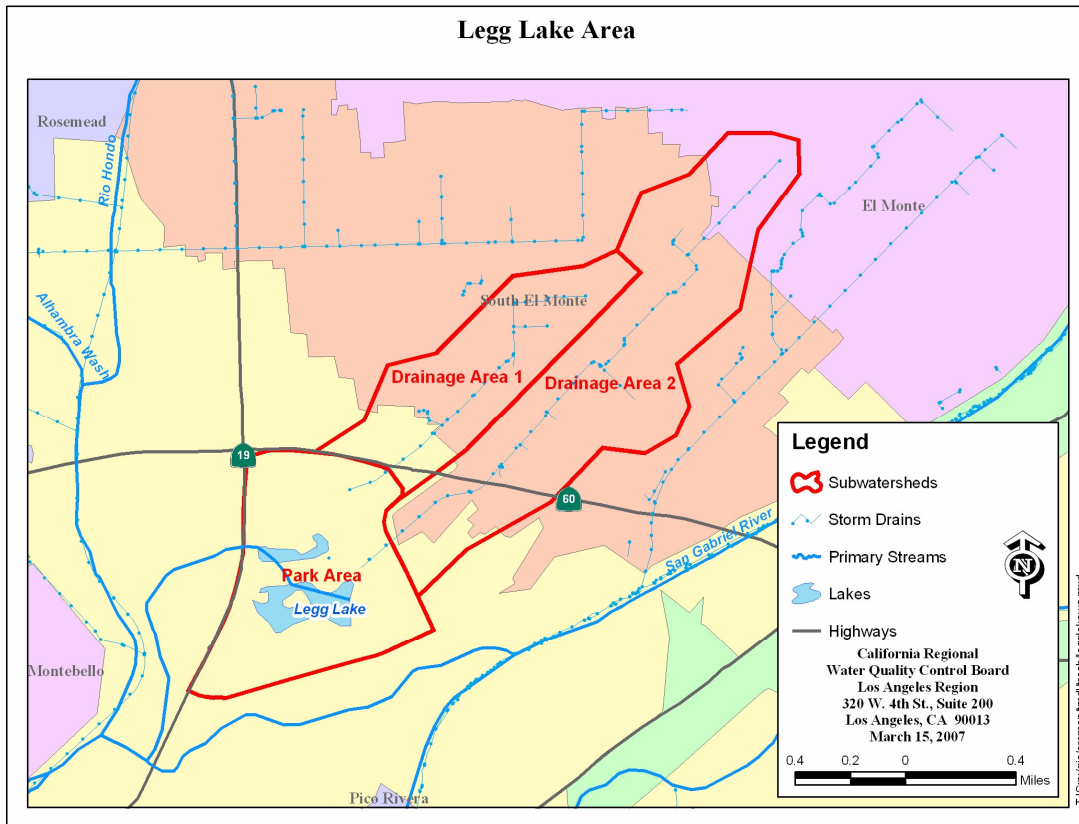 Legg Lake Area
Rosemead
Rio Hondo
El Monte
Alhambra Wash
South El Monte
Drainage Area 1
Drainage Area 2
19
60
San Gabriel River
Park Area
Legg Lake
Montebello
Pico Rivera
Legend
Subwatersheds
Storm Drains
Primary Streams
Lakes
Highways
N
California Regional
Water Quality Control Board
Los Angeles Region
320 W. 4th St., Suite 200
Los Angeles, CA 90013
March 15, 2007
0.4 0.2 0 0.4
Miles